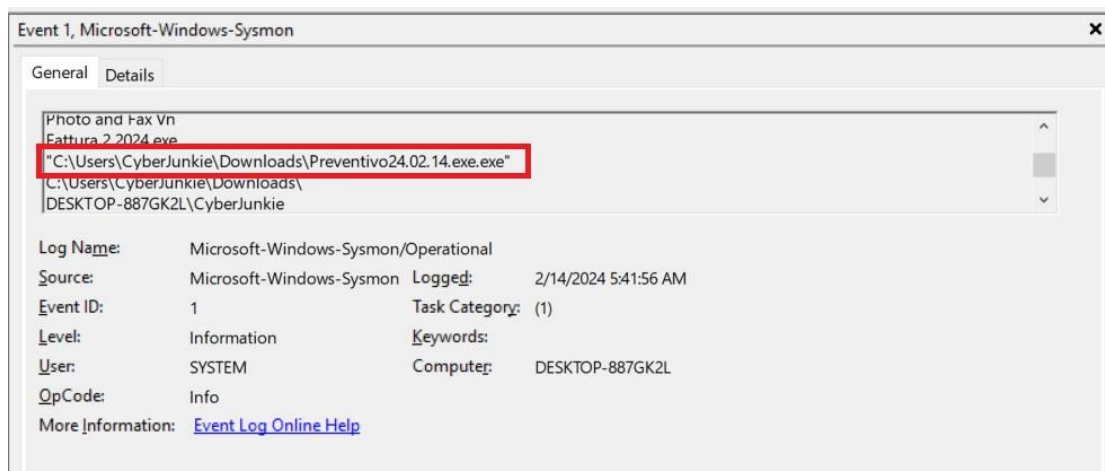 Event 1, Microsoft-Windows-Sysmon
General Details
Photo and Fax Vn
Fattura 2 2024.exe
"C:\Users\CyberJunkie\Downloads\Preventivo24.02.14.exe.exe"
C:\Users\CyberJunkie\Downloads\
DESKTOP-887GK2L\CyberJunkie
Log Name: Microsoft-Windows-Sysmon/Operational
Source: Microsoft-Windows-Sysmon Logged: 2/14/2024 5:41:56 AM
Event ID: 1 Task Category: (1)
Level: Information Keywords:
User: SYSTEM Computer: DESKTOP-887GK2L
OpCode: Info
More Information: Event Log Online Help